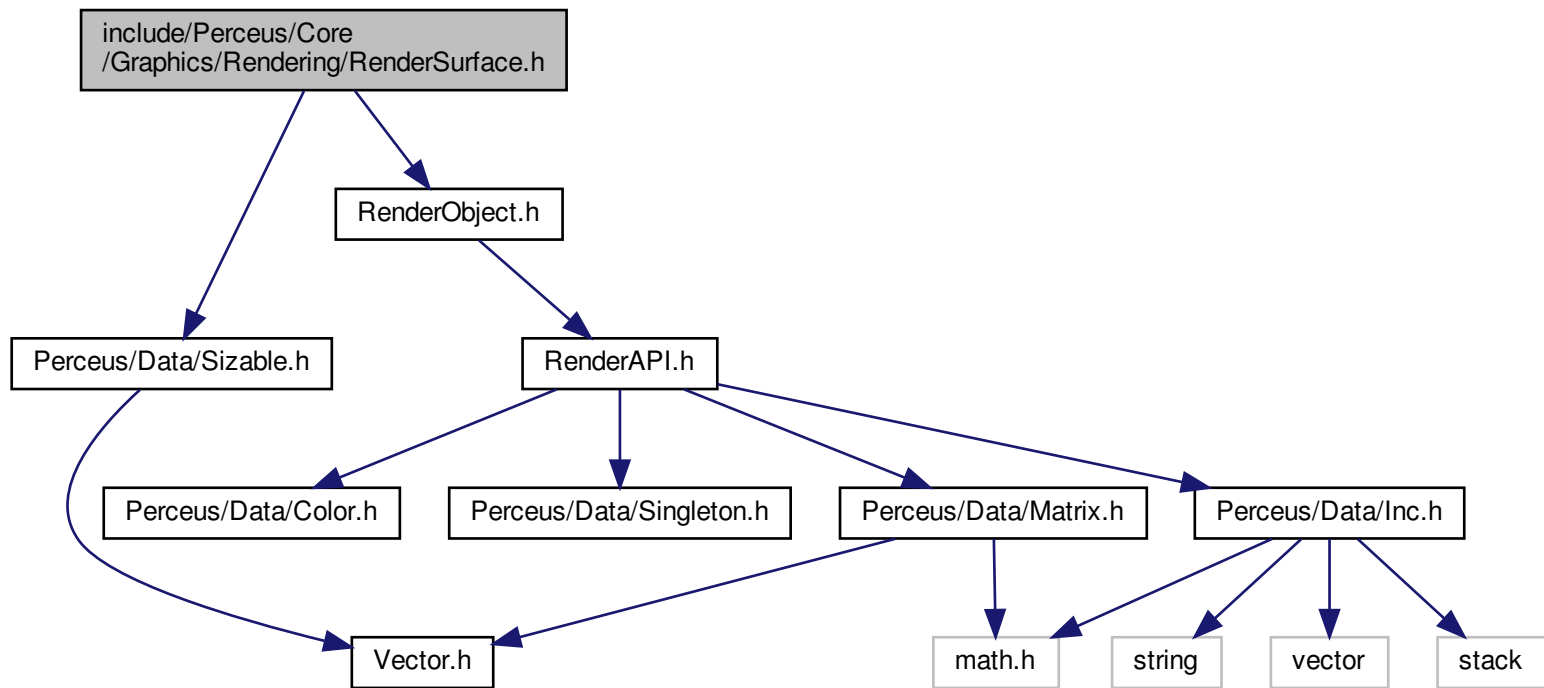 include/Perceus/Core
/Graphics/Rendering/RenderSurface.h
RenderObject.h
Perceus/Data/Sizable.h
RenderAPI.h
Perceus/Data/Color.h
Perceus/Data/Singleton.h
Perceus/Data/Matrix.h
Perceus/Data/Inc.h
Vector.h
math.h
string
vector
stack